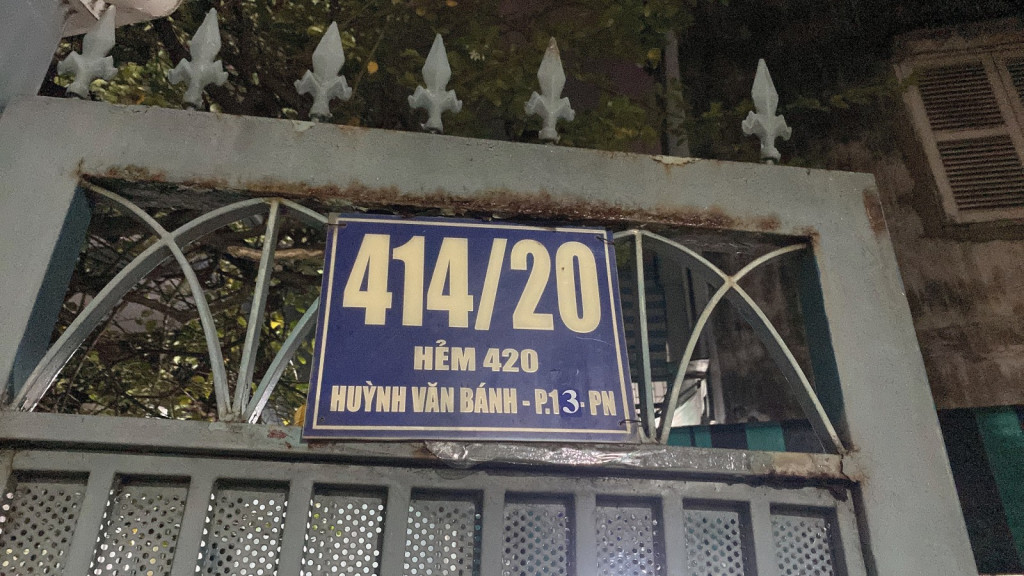 414/20
HẺM 420
HUỲNH VĂN BÁNH - P.13- PN